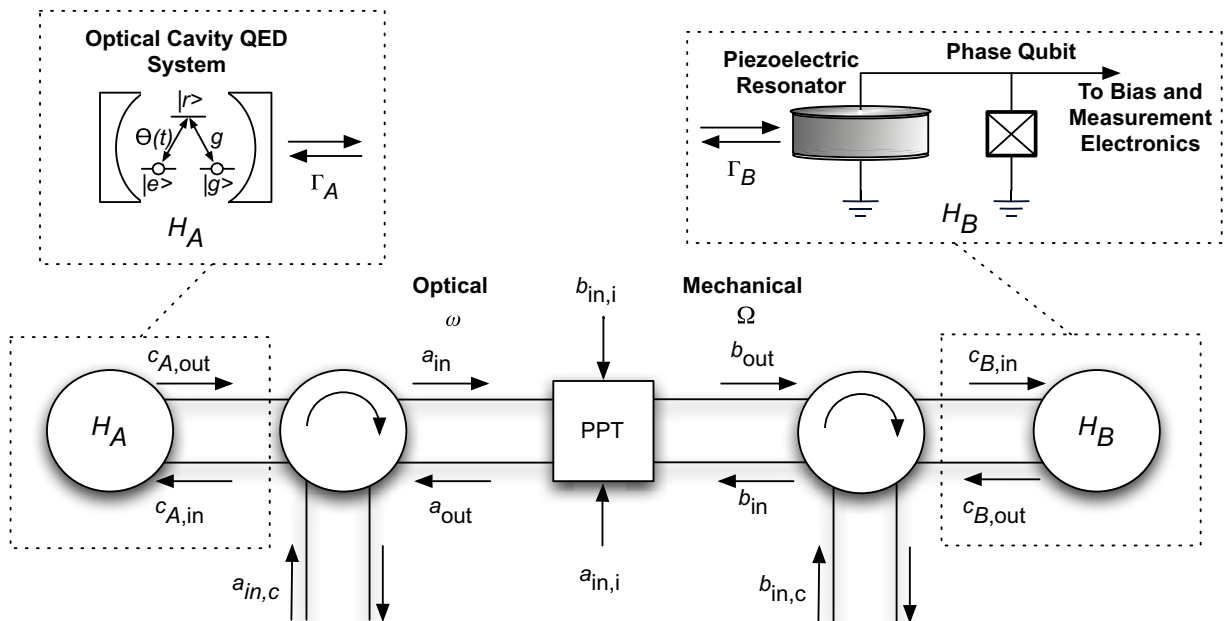 Optical Cavity QED
System
|r>
Θ(t)
g
|e>
|g>
Γ_A
H_A
Piezoelectric
Resonator
Phase Qubit
To Bias and
Measurement
Electronics
Γ_B
H_B
Optical
ω
b_in,i
Mechanical
Ω
c_A,out
a_in
b_out
c_B,in
H_A
PPT
H_B
c_A,in
a_out
b_in
c_B,out
a_in,c
a_in,i
b_in,c